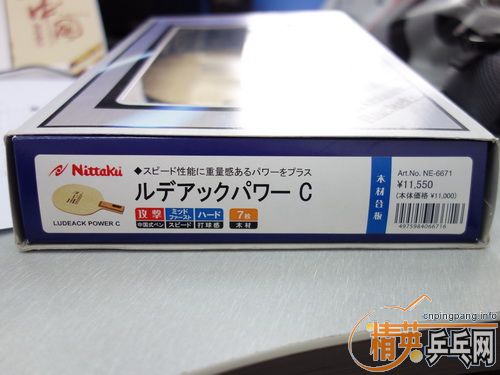 Nittaku
◆スピード性能に重量感あるパワーをプラス
ルデアックパワー C
LUDEACK POWER C
攻撃
中国式ペン
ミッドファースト
スピード
ハード
打球感
7枚
木材
木材合板
Art.No. NE-6671
¥11,550
(本体価格 ¥11,000)
4975984066716
cnpingpang.info
精英乒乓网